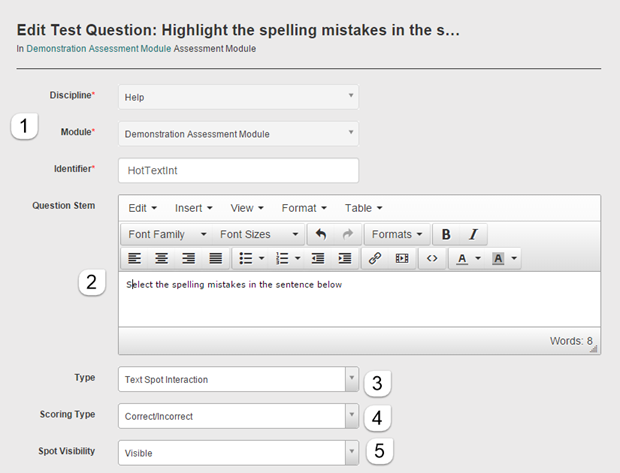 Edit Test Question: Highlight the spelling mistakes in the s...
In Demonstration Assessment Module Assessment Module
Discipline* Help
1
Module* Demonstration Assessment Module
Identifier* HotTextInt
Question Stem Edit Insert View Format Table
Font Family Font Sizes Formats B I
A A
2 Select the spelling mistakes in the sentence below
Words: 8
Type Text Spot Interaction 3
Scoring Type Correct/Incorrect 4
Spot Visibility Visible 5